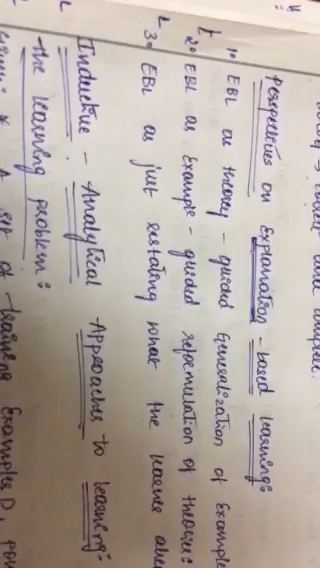 Perspectives on Explanation-based learning:
1° EBL as theory-guided Generalization of Example
2° EBL as Example-guided reformulation of theories:
3° EBL as just restating what the learner
Inductive - Analytical Approaches to learning:-
the learning problem:
A set of learning Examples D,